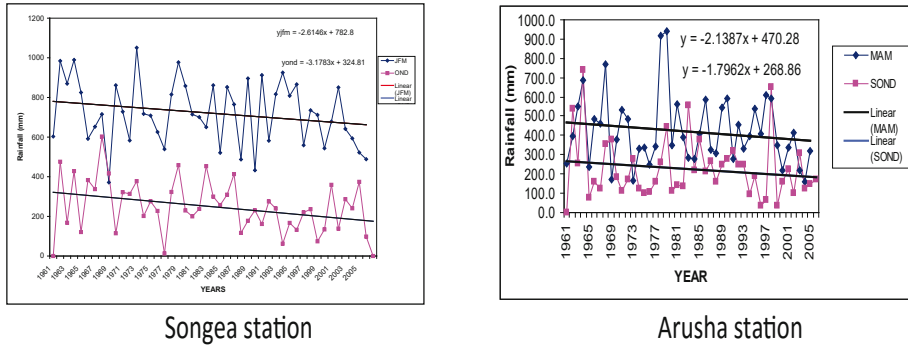 1200
1000
800
600
400
200
0
Rainfall (mm)
yjfm = -2.6146x + 782.8
yond = -3.1783x + 324.81
JFM
OND
Linear
(JFM)
Linear
1961
1963
1965
1967
1969
1971
1973
1975
1977
1979
1981
1983
1985
1987
1989
1991
1993
1995
1997
1999
2001
2003
2005
YEARS
Songea station
1000.0
900.0
800.0
700.0
600.0
500.0
400.0
300.0
200.0
100.0
0.0
Rainfall (mm)
y = -2.1387x + 470.28
y = -1.7962x + 268.86
MAM
SOND
Linear
(MAM)
Linear
(SOND)
1961
1965
1969
1973
1977
1981
1985
1989
1993
1997
2001
2005
YEAR
Arusha station